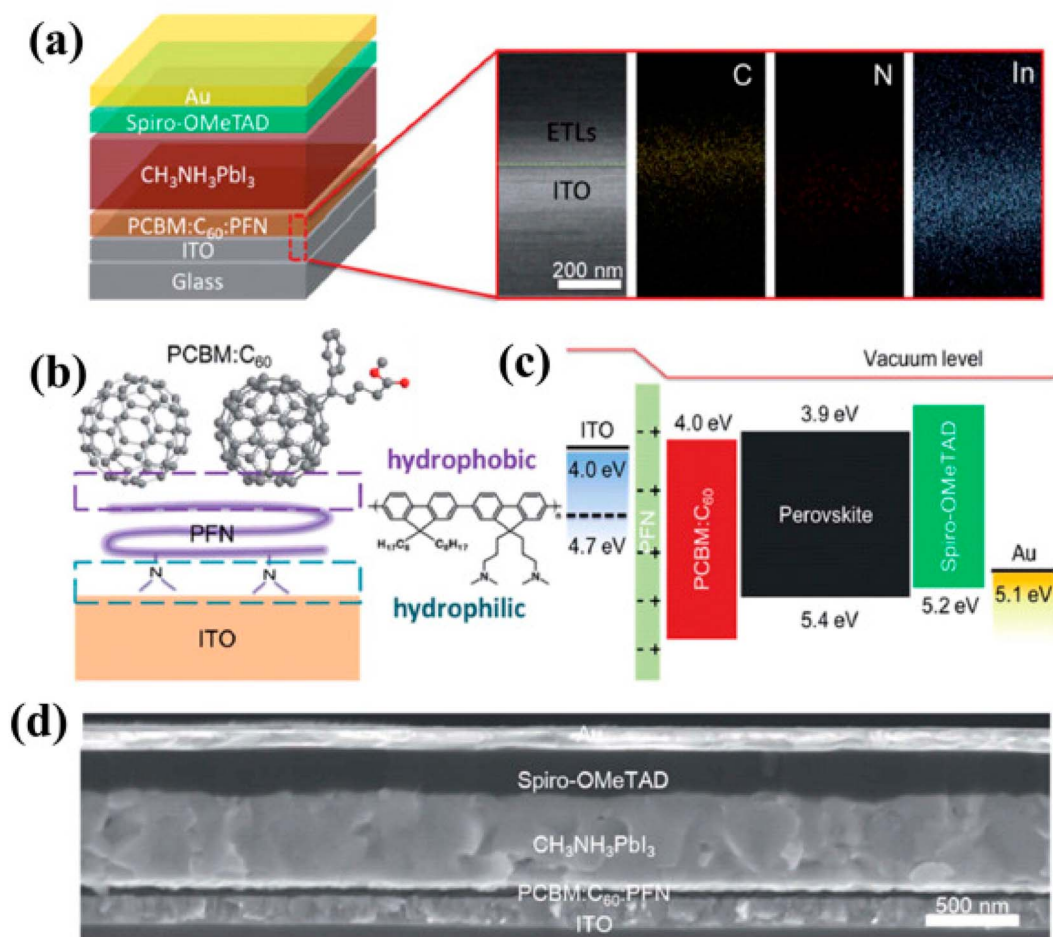 (a)
Au
Spiro-OMeTAD
CH₃NH₃PbI₃
PCBM:C₆₀:PFN
ITO
Glass
ETLs
ITO
200 nm
C
N
In
(b)
PCBM:C₆₀
hydrophobic
PFN
N N
hydrophilic
ITO
H₁₇C₈ C₈H₁₇
n
N N
(c)
Vacuum level
ITO
4.0 eV
4.7 eV
PFN
- +
- +
- +
- +
- +
4.0 eV
PCBM:C₆₀
3.9 eV
Perovskite
5.4 eV
Spiro-OMeTAD
5.2 eV
Au
5.1 eV
(d)
Au
Spiro-OMeTAD
CH₃NH₃PbI₃
PCBM:C₆₀:PFN
ITO
500 nm